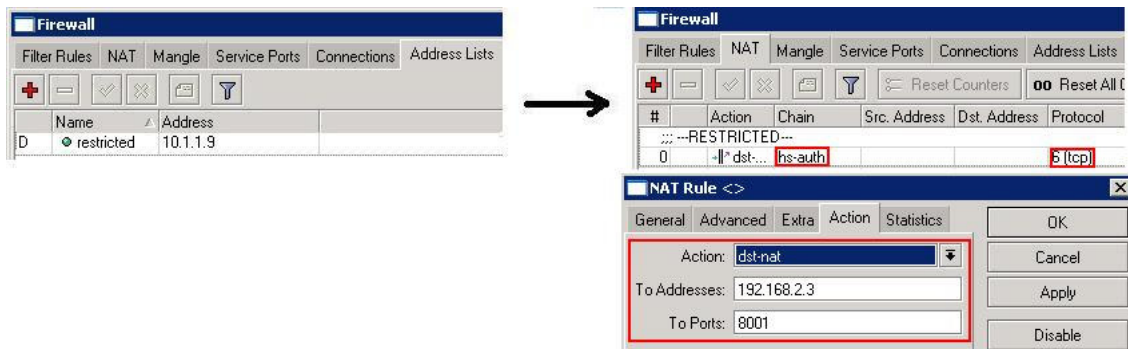 Firewall
Filter Rules NAT Mangle Service Ports Connections Address Lists
Name Address
D restricted 10.1.1.9
Firewall
Filter Rules NAT Mangle Service Ports Connections Address Lists
Reset Counters 00 Reset All C
# Action Chain Src. Address Dst. Address Protocol
;;; ---RESTRICTED---
0 dst-... hs-auth 6 (tcp)
NAT Rule <>
General Advanced Extra Action Statistics
OK
Action: dst-nat
Cancel
To Addresses: 192.168.2.3
Apply
To Ports: 8001
Disable